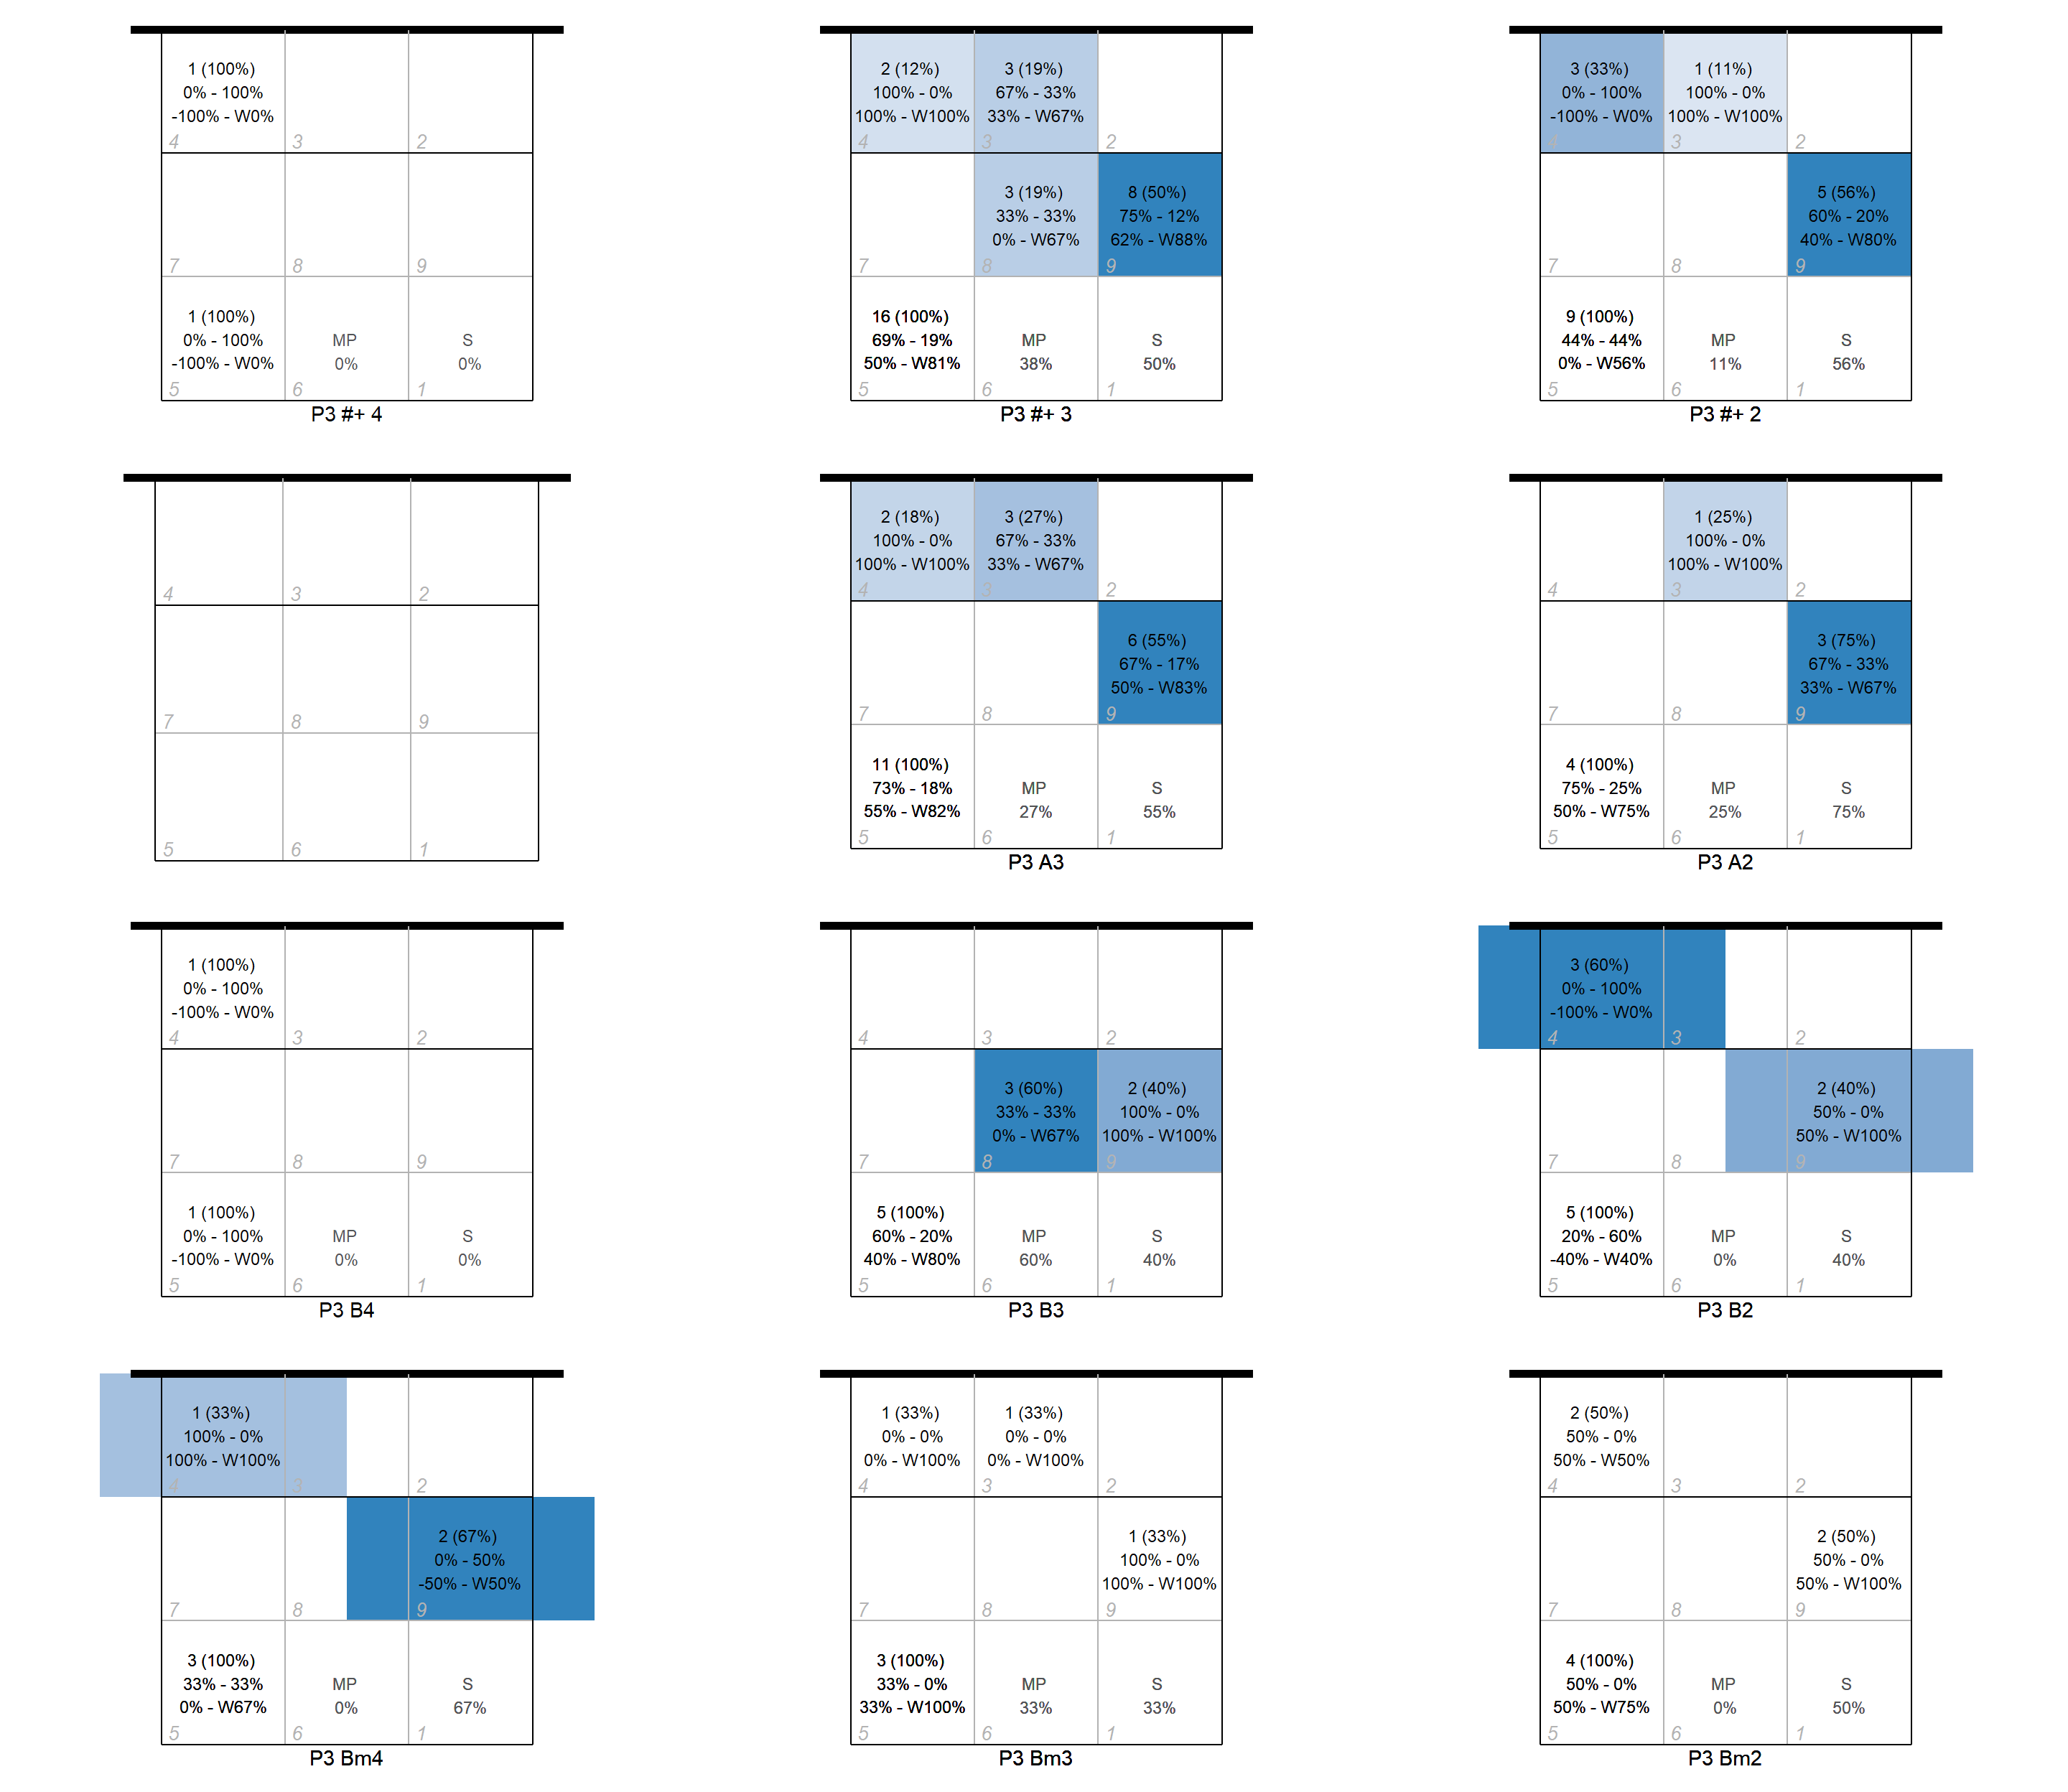 1 (100%)
0% - 100%
-100% - W0%
4
3
2
7
8
9
1 (100%)
0% - 100%
-100% - W0%
MP
0%
S
0%
5
6
1
P3 #+ 4
2 (12%)
100% - 0%
100% - W100%
3 (19%)
67% - 33%
33% - W67%
4
3
2
3 (19%)
33% - 33%
0% - W67%
8 (50%)
75% - 12%
62% - W88%
7
8
9
16 (100%)
69% - 19%
50% - W81%
MP
38%
S
50%
5
6
1
P3 #+ 3
3 (33%)
0% - 100%
-100% - W0%
1 (11%)
100% - 0%
100% - W100%
4
3
2
5 (56%)
60% - 20%
40% - W80%
7
8
9
9 (100%)
44% - 44%
0% - W56%
MP
11%
S
56%
5
6
1
P3 #+ 2
4
3
2
7
8
9
5
6
1
2 (18%)
100% - 0%
100% - W100%
3 (27%)
67% - 33%
33% - W67%
4
3
2
6 (55%)
67% - 17%
50% - W83%
7
8
9
11 (100%)
73% - 18%
55% - W82%
MP
27%
S
55%
5
6
1
P3 A3
1 (25%)
100% - 0%
100% - W100%
4
3
2
3 (75%)
67% - 33%
33% - W67%
7
8
9
4 (100%)
75% - 25%
50% - W75%
MP
25%
S
75%
5
6
1
P3 A2
1 (100%)
0% - 100%
-100% - W0%
4
3
2
7
8
9
1 (100%)
0% - 100%
-100% - W0%
MP
0%
S
0%
5
6
1
P3 B4
4
3
2
3 (60%)
33% - 33%
0% - W67%
2 (40%)
100% - 0%
100% - W100%
7
8
9
5 (100%)
60% - 20%
40% - W80%
MP
60%
S
40%
5
6
1
P3 B3
3 (60%)
0% - 100%
-100% - W0%
4
3
2
2 (40%)
50% - 0%
50% - W100%
7
8
9
5 (100%)
20% - 60%
-40% - W40%
MP
0%
S
40%
5
6
1
P3 B2
1 (33%)
100% - 0%
100% - W100%
4
3
2
2 (67%)
0% - 50%
-50% - W50%
7
8
9
3 (100%)
33% - 33%
0% - W67%
MP
0%
S
67%
5
6
1
P3 Bm4
1 (33%)
0% - 0%
0% - W100%
1 (33%)
0% - 0%
0% - W100%
4
3
2
1 (33%)
100% - 0%
100% - W100%
7
8
9
3 (100%)
33% - 0%
33% - W100%
MP
33%
S
33%
5
6
1
P3 Bm3
2 (50%)
50% - 0%
50% - W50%
4
3
2
2 (50%)
50% - 0%
50% - W100%
7
8
9
4 (100%)
50% - 0%
50% - W75%
MP
0%
S
50%
5
6
1
P3 Bm2